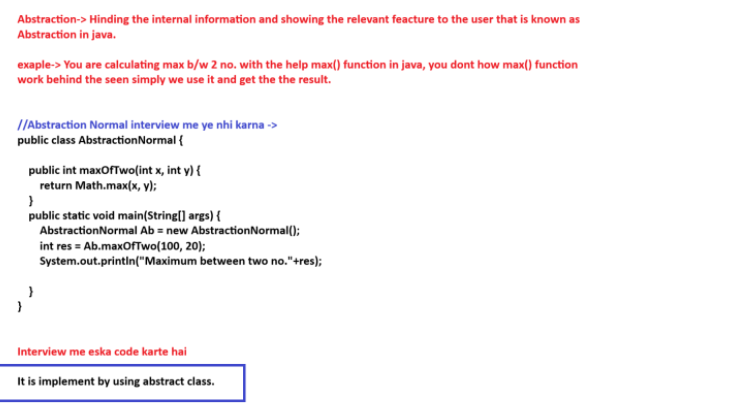 Abstraction-> Hinding the internal information and showing the relevant feacture to the user that is known as
Abstraction in java.
exaple-> You are calculating max b/w 2 no. with the help max() function in java, you dont how max() function
work behind the seen simply we use it and get the the result.
//Abstraction Normal interview me ye nhi karna ->
public class AbstractionNormal {
public int maxOfTwo(int x, int y) {
return Math.max(x, y);
}
public static void main(String[] args) {
AbstractionNormal Ab = new AbstractionNormal();
int res = Ab.maxOfTwo(100, 20);
System.out.println("Maximum between two no."+res);
}
}
Interview me eska code karte hai
It is implement by using abstract class.